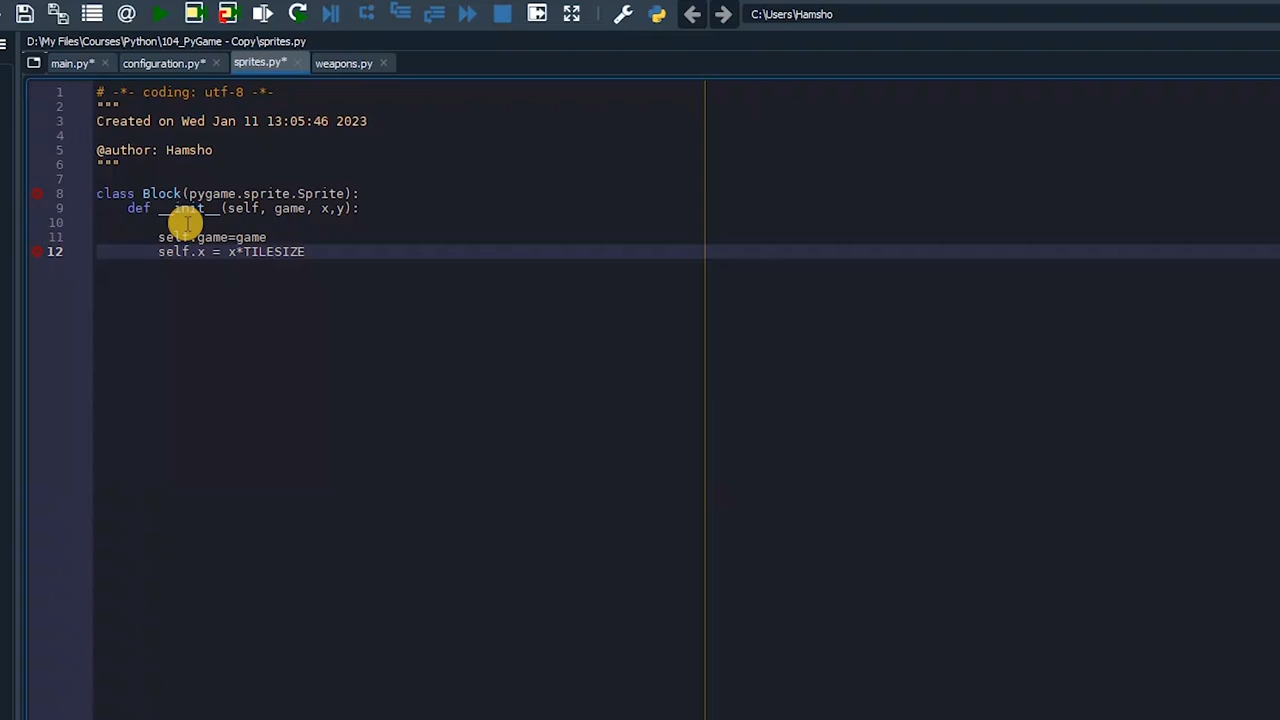 C:\Users\Hamsho
D:\My Files\Courses\Python\104_PyGame - Copy\sprites.py
main.py* configuration.py* sprites.py* weapons.py
1 # -*- coding: utf-8 -*-
2 """
3 Created on Wed Jan 11 13:05:46 2023
4
5 @author: Hamsho
6 """
7
8 class Block(pygame.sprite.Sprite):
9 def __init__(self, game, x,y):
10
11 self.game=game
12 self.x = x*TILESIZE